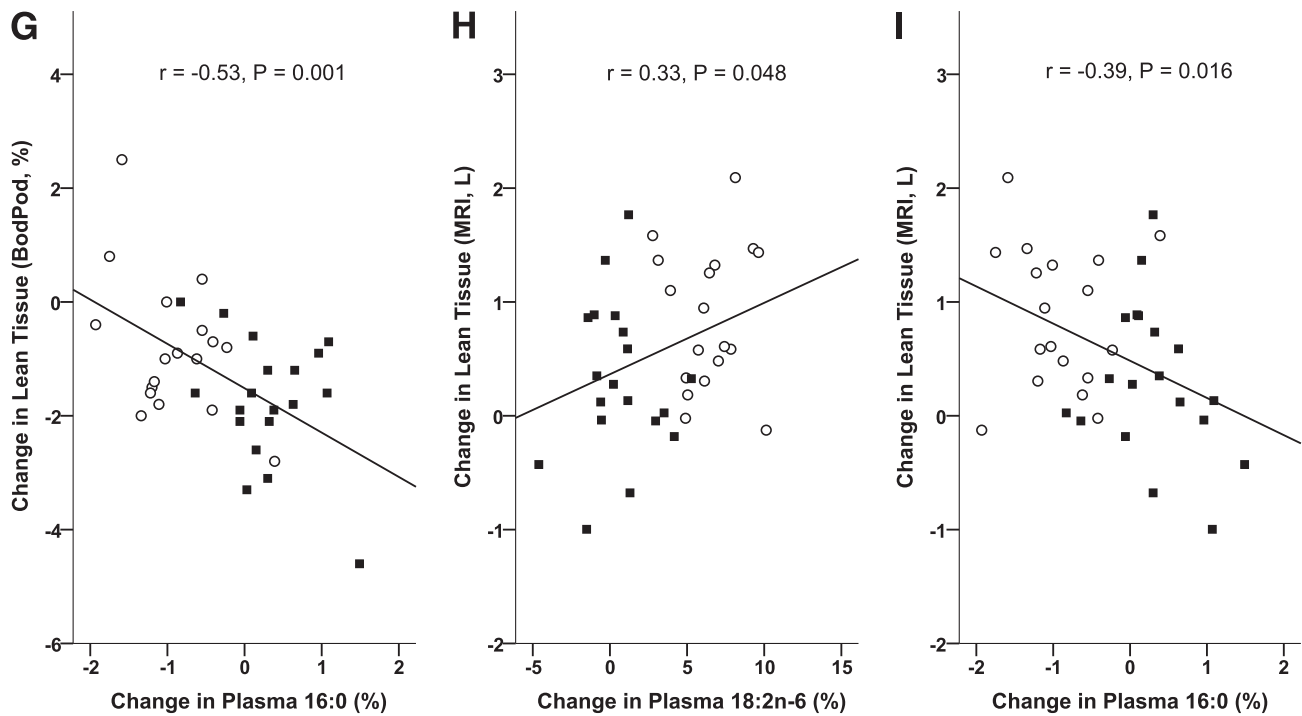 G
r = -0.53, P = 0.001
Change in Lean Tissue (BodPod, %)
4
2
0
-2
-4
-6
-2 -1 0 1 2
Change in Plasma 16:0 (%)
H
r = 0.33, P = 0.048
Change in Lean Tissue (MRI, L)
3
2
1
0
-1
-2
-5 0 5 10 15
Change in Plasma 18:2n-6 (%)
I
r = -0.39, P = 0.016
Change in Lean Tissue (MRI, L)
3
2
1
0
-1
-2
-2 -1 0 1 2
Change in Plasma 16:0 (%)